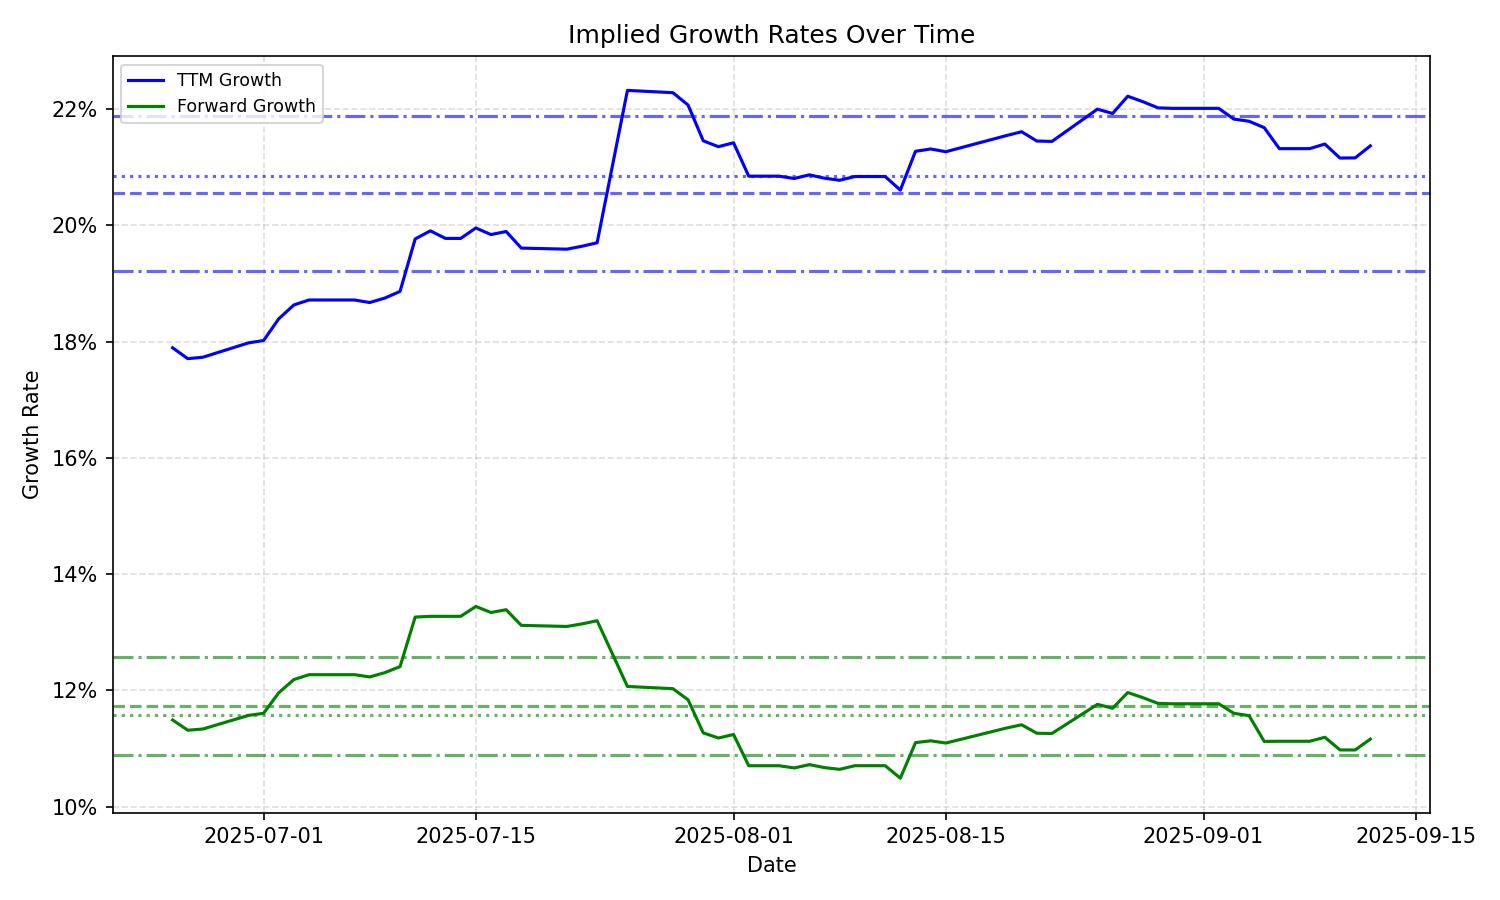 Implied Growth Rates Over Time
TTM Growth
Forward Growth
22%
20%
18%
16%
14%
12%
10%
Growth Rate
2025-07-01
2025-07-15
2025-08-01
2025-08-15
2025-09-01
2025-09-15
Date